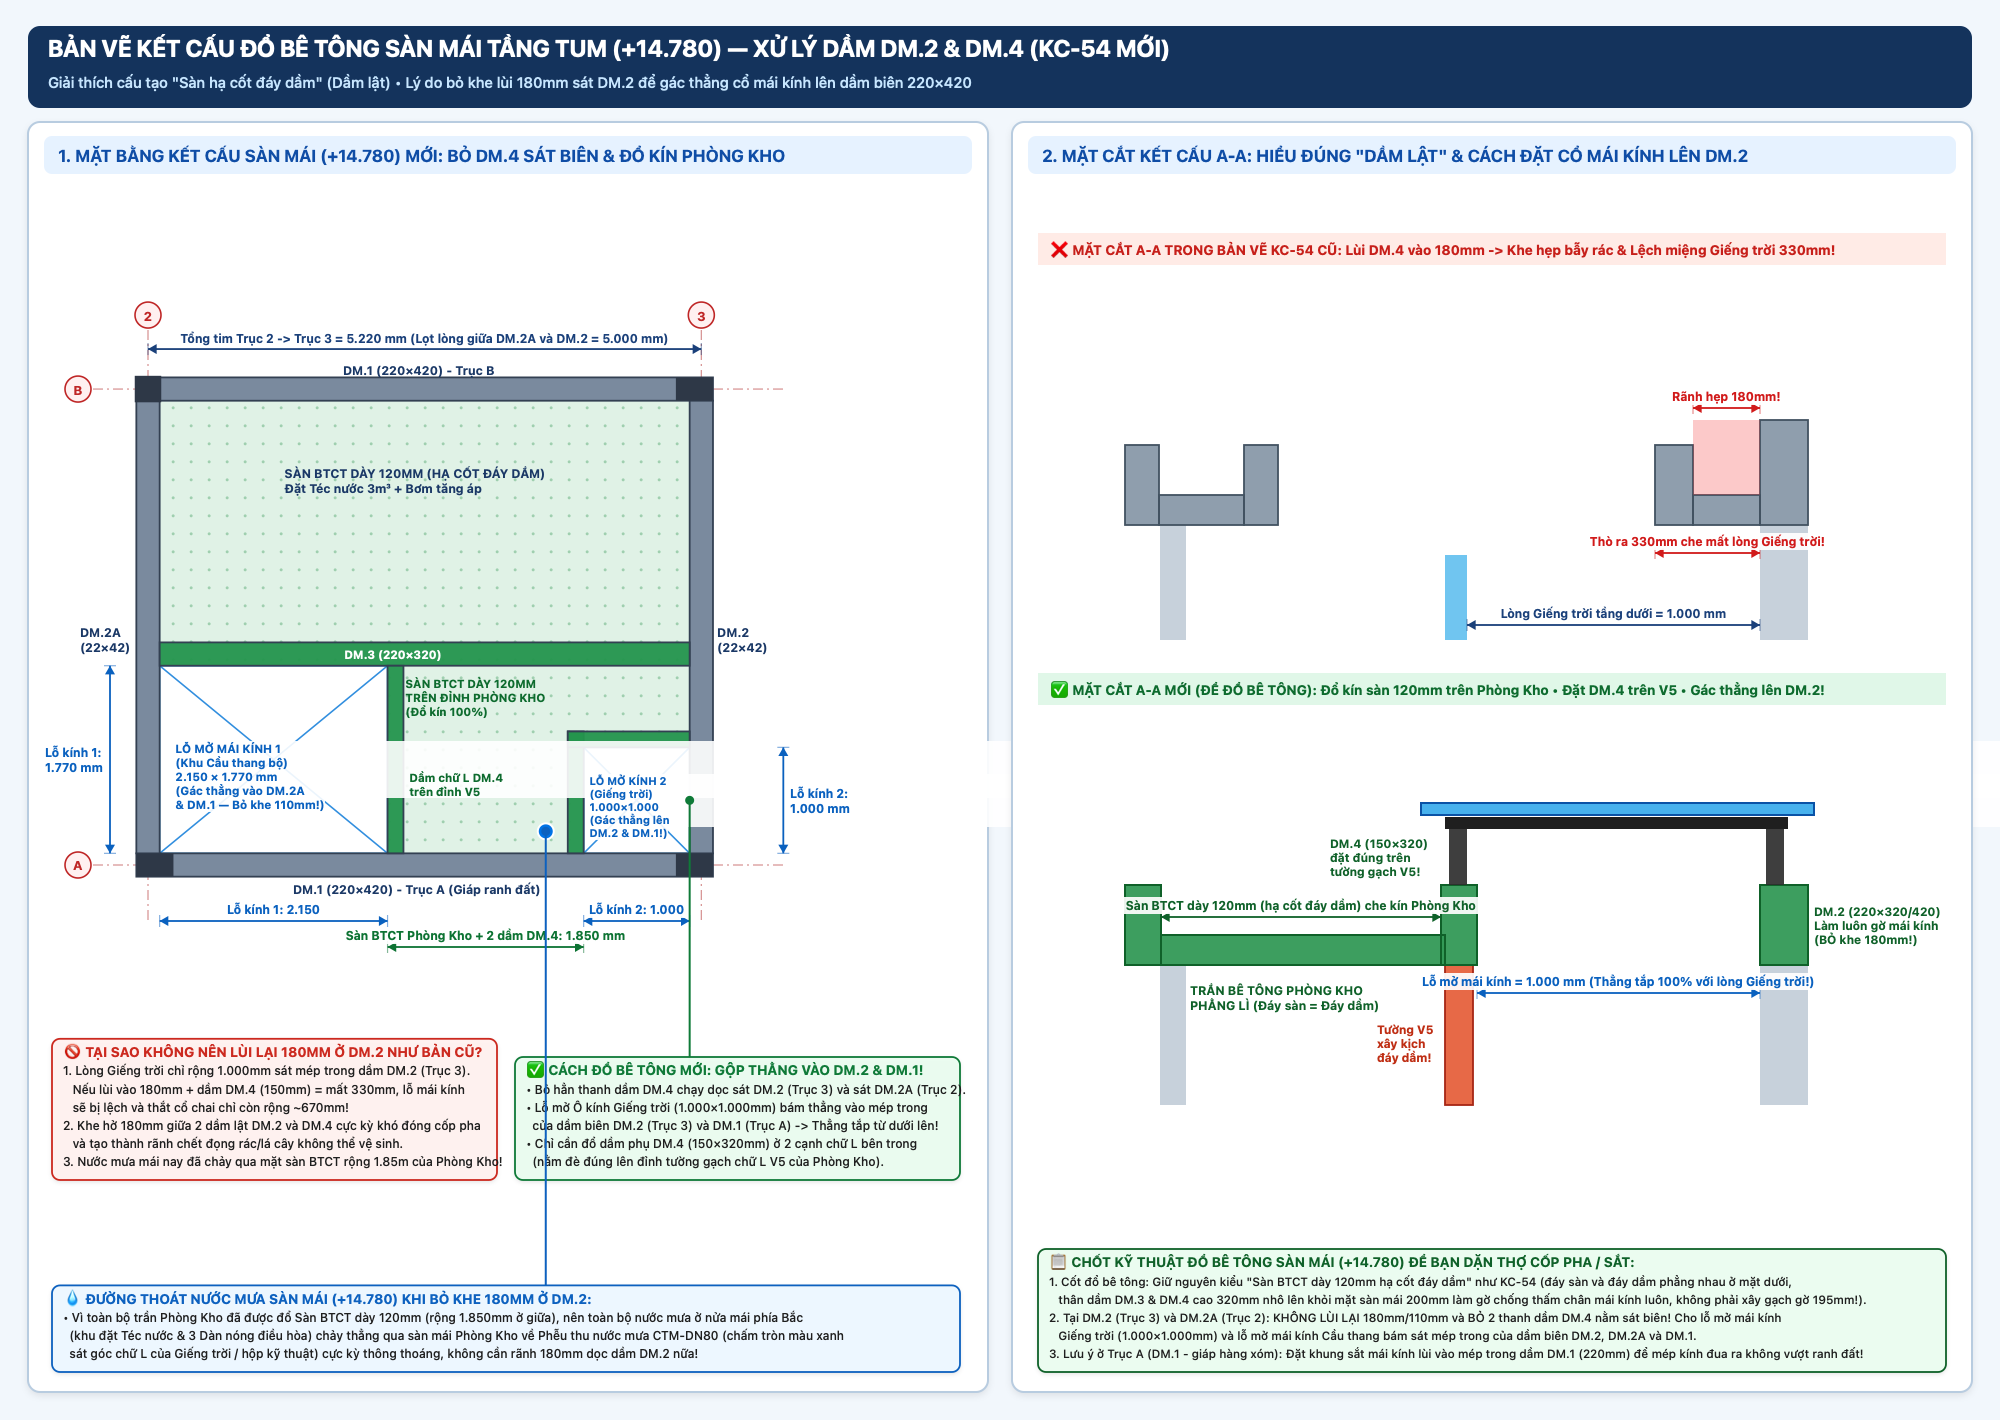 BẢN VẼ KẾT CẤU ĐỔ BÊ TÔNG SÀN MÁI TẦNG TUM (+14.780) — XỬ LÝ DẦM DM.2 & DM.4 (KC-54 MỚI)
Giải thích cấu tạo "Sàn hạ cốt đáy dầm" (Dầm lật) • Lý do bỏ khe lùi 180mm sát DM.2 để gác thẳng cổ mái kính lên dầm biên 220×420
1. MẶT BẰNG KẾT CẤU SÀN MÁI (+14.780) MỚI: BỎ DM.4 SÁT BIÊN & ĐỔ KÍN PHÒNG KHO
2
3
Tổng tim Trục 2 -> Trục 3 = 5.220 mm (Lọt lòng giữa DM.2A và DM.2 = 5.000 mm)
DM.1 (220×420) - Trục B
B
SÀN BTCT DÀY 120MM (HẠ CỐT ĐÁY DẦM)
Đặt Téc nước 3m³ + Bơm tăng áp
DM.2A
(22×42)
DM.2
(22×42)
DM.3 (220×320)
SÀN BTCT DÀY 120MM
TRÊN ĐỈNH PHÒNG KHO
(Đổ kín 100%)
Lỗ kính 1:
1.770 mm
LỖ MỞ MÁI KÍNH 1
(Khu Cầu thang bộ)
2.150 × 1.770 mm
(Gác thẳng vào DM.2A
& DM.1 — Bỏ khe 110mm!)
Dầm chữ L DM.4
trên đỉnh V5
LỖ MỞ KÍNH 2
(Giếng trời)
1.000×1.000
(Gác thẳng lên
DM.2 & DM.1!)
Lỗ kính 2:
1.000 mm
A
DM.1 (220×420) - Trục A (Giáp ranh đất)
Lỗ kính 1: 2.150
Lỗ kính 2: 1.000
Sàn BTCT Phòng Kho + 2 dầm DM.4: 1.850 mm
🚫 TẠI SAO KHÔNG NÊN LÙI LẠI 180MM Ở DM.2 NHƯ BẢN CŨ?
1. Lòng Giếng trời chỉ rộng 1.000mm sát mép trong dầm DM.2 (Trục 3).
Nếu lùi vào 180mm + dầm DM.4 (150mm) = mất 330mm, lỗ mái kính
sẽ bị lệch và thắt cổ chai chỉ còn rộng ~670mm!
2. Khe hở 180mm giữa 2 dầm lật DM.2 và DM.4 cực kỳ khó đóng cốp pha
và tạo thành rãnh chết đọng rác/lá cây không thể vệ sinh.
3. Nước mưa mái nay đã chảy qua mặt sàn BTCT rộng 1.85m của Phòng Kho!
✅ CÁCH ĐỔ BÊ TÔNG MỚI: GỘP THẲNG VÀO DM.2 & DM.1!
• Bỏ hẳn thanh dầm DM.4 chạy dọc sát DM.2 (Trục 3) và sát DM.2A (Trục 2).
• Lỗ mở Ô kính Giếng trời (1.000×1.000mm) bám thẳng vào mép trong
của dầm biên DM.2 (Trục 3) và DM.1 (Trục A) -> Thẳng tắp từ dưới lên!
• Chỉ cần đổ dầm phụ DM.4 (150×320mm) ở 2 cạnh chữ L bên trong
(nằm đè đúng lên đỉnh tường gạch chữ L V5 của Phòng Kho).
💧 ĐƯỜNG THOÁT NƯỚC MƯA SÀN MÁI (+14.780) KHI BỎ KHE 180MM Ở DM.2:
• Vì toàn bộ trần Phòng Kho đã được đổ Sàn BTCT dày 120mm (rộng 1.850mm ở giữa), nên toàn bộ nước mưa ở nửa mái phía Bắc
(khu đặt Téc nước & 3 Dàn nóng điều hòa) chảy thẳng qua sàn mái Phòng Kho về Phễu thu nước mưa CTM-DN80 (chấm tròn màu xanh
sát góc chữ L của Giếng trời / hộp kỹ thuật) cực kỳ thông thoáng, không cần rãnh 180mm dọc dầm DM.2 nữa!
2. MẶT CẮT KẾT CẤU A-A: HIỂU ĐÚNG "DẦM LẬT" & CÁCH ĐẶT CỔ MÁI KÍNH LÊN DM.2
❌ MẶT CẮT A-A TRONG BẢN VẼ KC-54 CŨ: Lùi DM.4 vào 180mm -> Khe hẹp bẫy rác & Lệch miệng Giếng trời 330mm!
Rãnh hẹp 180mm!
Thò ra 330mm che mất lòng Giếng trời!
Lòng Giếng trời tầng dưới = 1.000 mm
✅ MẶT CẮT A-A MỚI (ĐỂ ĐỔ BÊ TÔNG): Đổ kín sàn 120mm trên Phòng Kho • Đặt DM.4 trên V5 • Gác thẳng lên DM.2!
DM.4 (150×320)
đặt đúng trên
tường gạch V5!
Sàn BTCT dày 120mm (hạ cốt đáy dầm) che kín Phòng Kho
DM.2 (220×320/420)
Làm luôn gờ mái kính
(BỎ khe 180mm!)
Lỗ mở mái kính = 1.000 mm (Thẳng tắp 100% với lòng Giếng trời!)
TRẦN BÊ TÔNG PHÒNG KHO
PHẲNG LÌ (Đáy sàn = Đáy dầm)
Tường V5
xây kịch
đáy dầm!
📋 CHỐT KỸ THUẬT ĐỔ BÊ TÔNG SÀN MÁI (+14.780) ĐỂ BẠN DẶN THỢ CỐP PHA / SẮT:
1. Cốt đổ bê tông: Giữ nguyên kiểu "Sàn BTCT dày 120mm hạ cốt đáy dầm" như KC-54 (đáy sàn và đáy dầm phẳng nhau ở mặt dưới,
thân dầm DM.3 & DM.4 cao 320mm nhô lên khỏi mặt sàn mái 200mm làm gờ chống thấm chân mái kính luôn, không phải xây gạch gờ 195mm!).
2. Tại DM.2 (Trục 3) và DM.2A (Trục 2): KHÔNG LÙI LẠI 180mm/110mm và BỎ 2 thanh dầm DM.4 nằm sát biên! Cho lỗ mở mái kính
Giếng trời (1.000×1.000mm) và lỗ mở mái kính Cầu thang bám sát mép trong của dầm biên DM.2, DM.2A và DM.1.
3. Lưu ý ở Trục A (DM.1 - giáp hàng xóm): Đặt khung sắt mái kính lùi vào mép trong dầm DM.1 (220mm) để mép kính đua ra không vượt ranh đất!